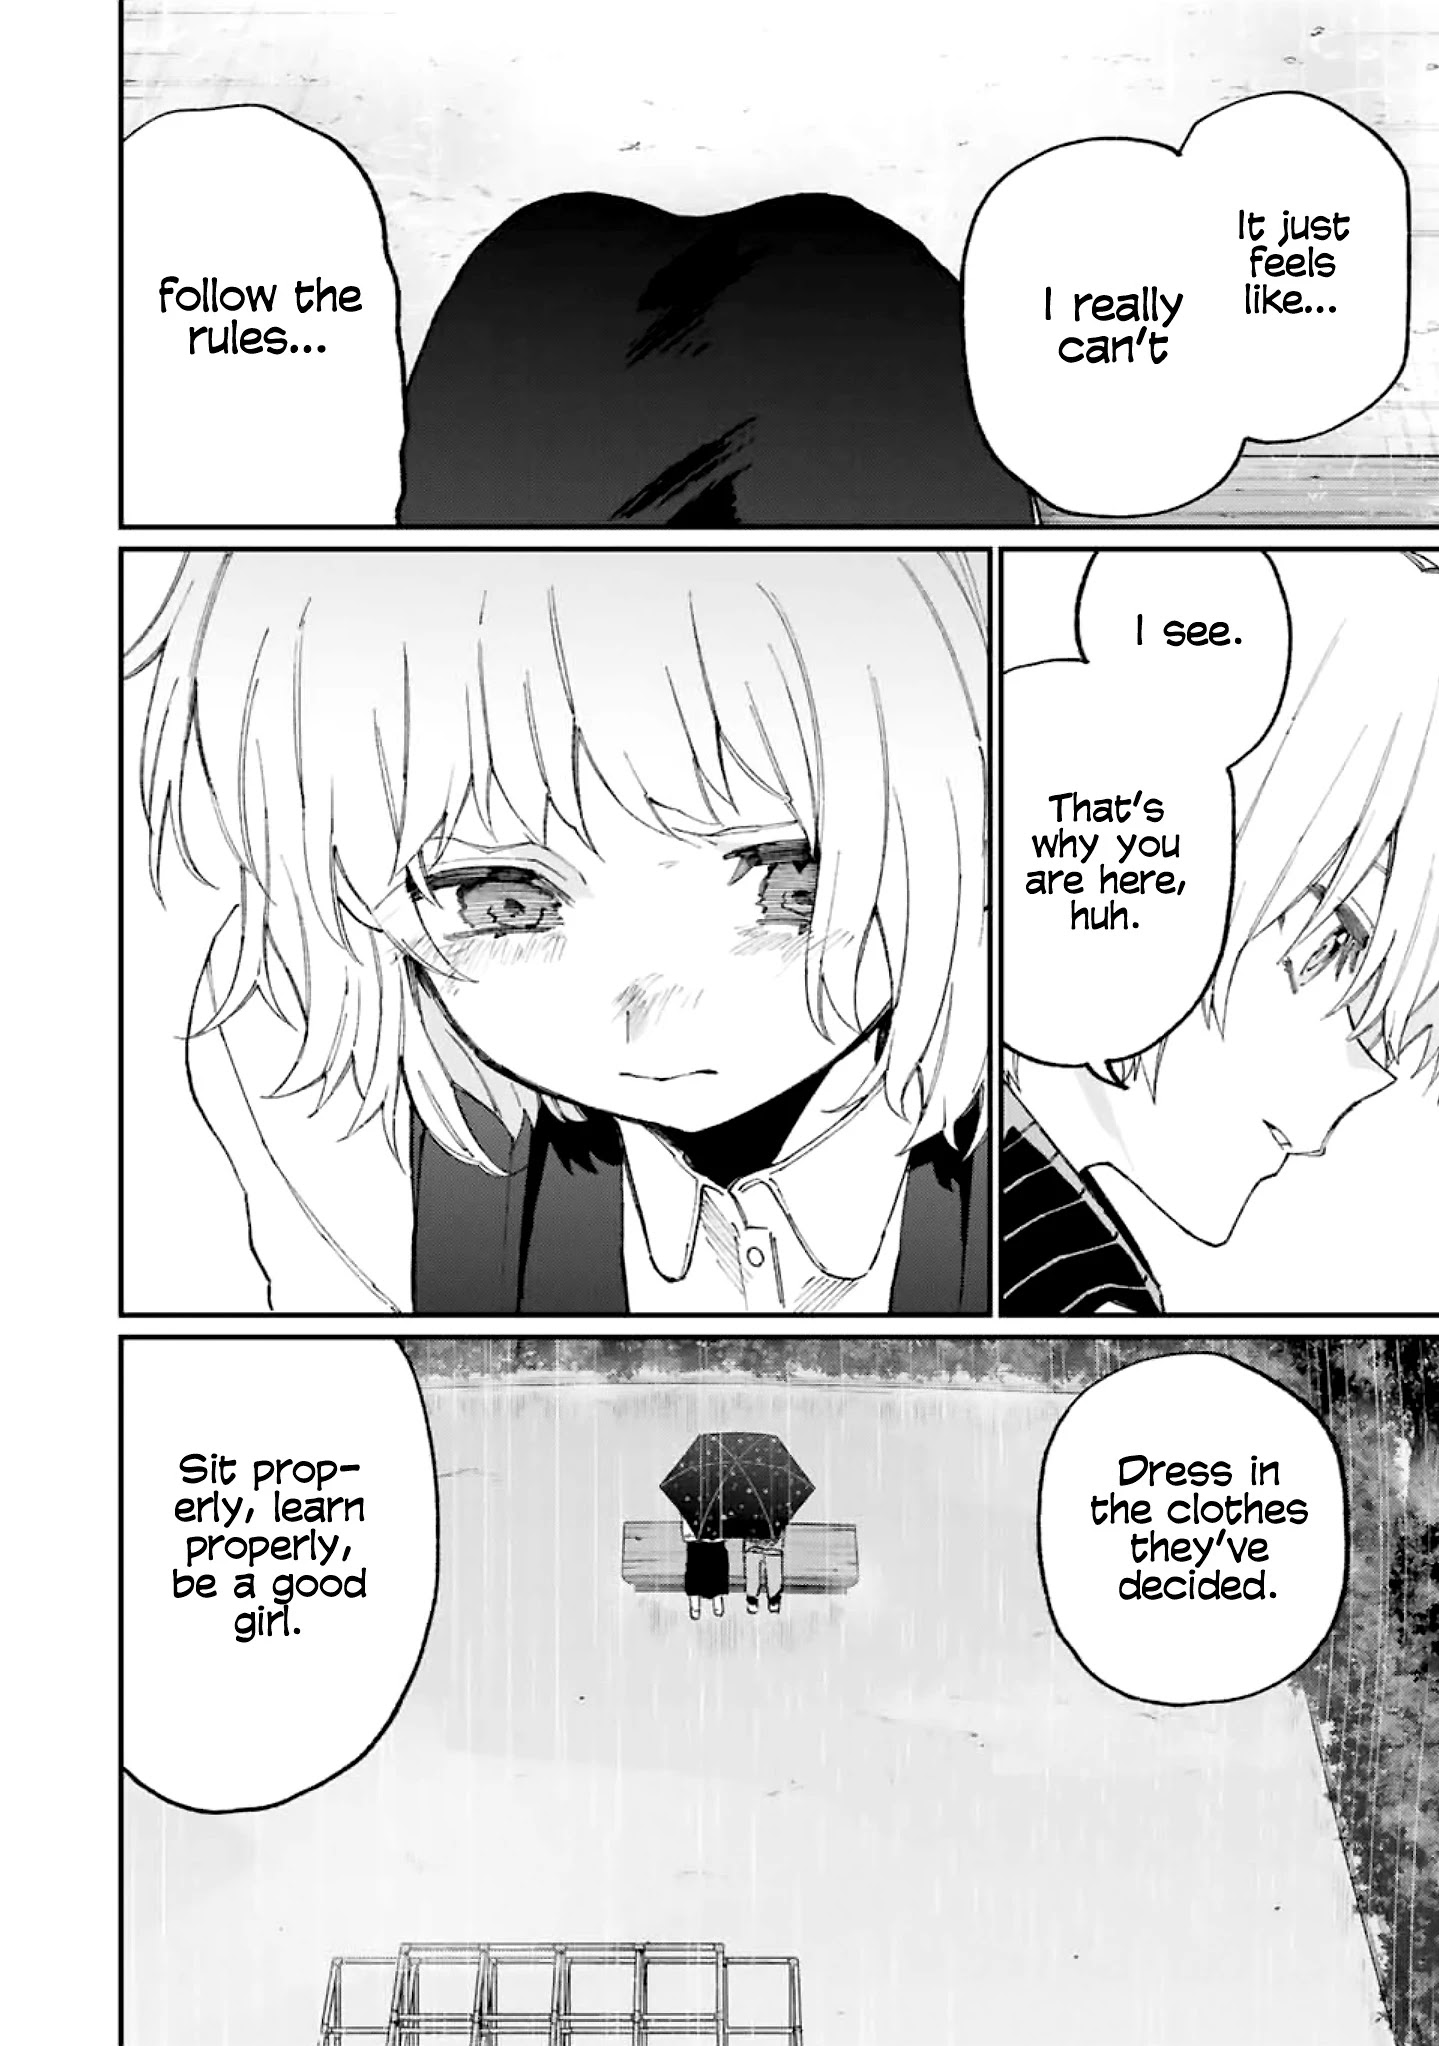 It just
feels
like...
I really
can't
follow the
rules...
I see.
That's
why you
are here,
huh.
Dress in
the clothes
they've
decided.
Sit prop-
erly, learn
properly,
be a good
girl.